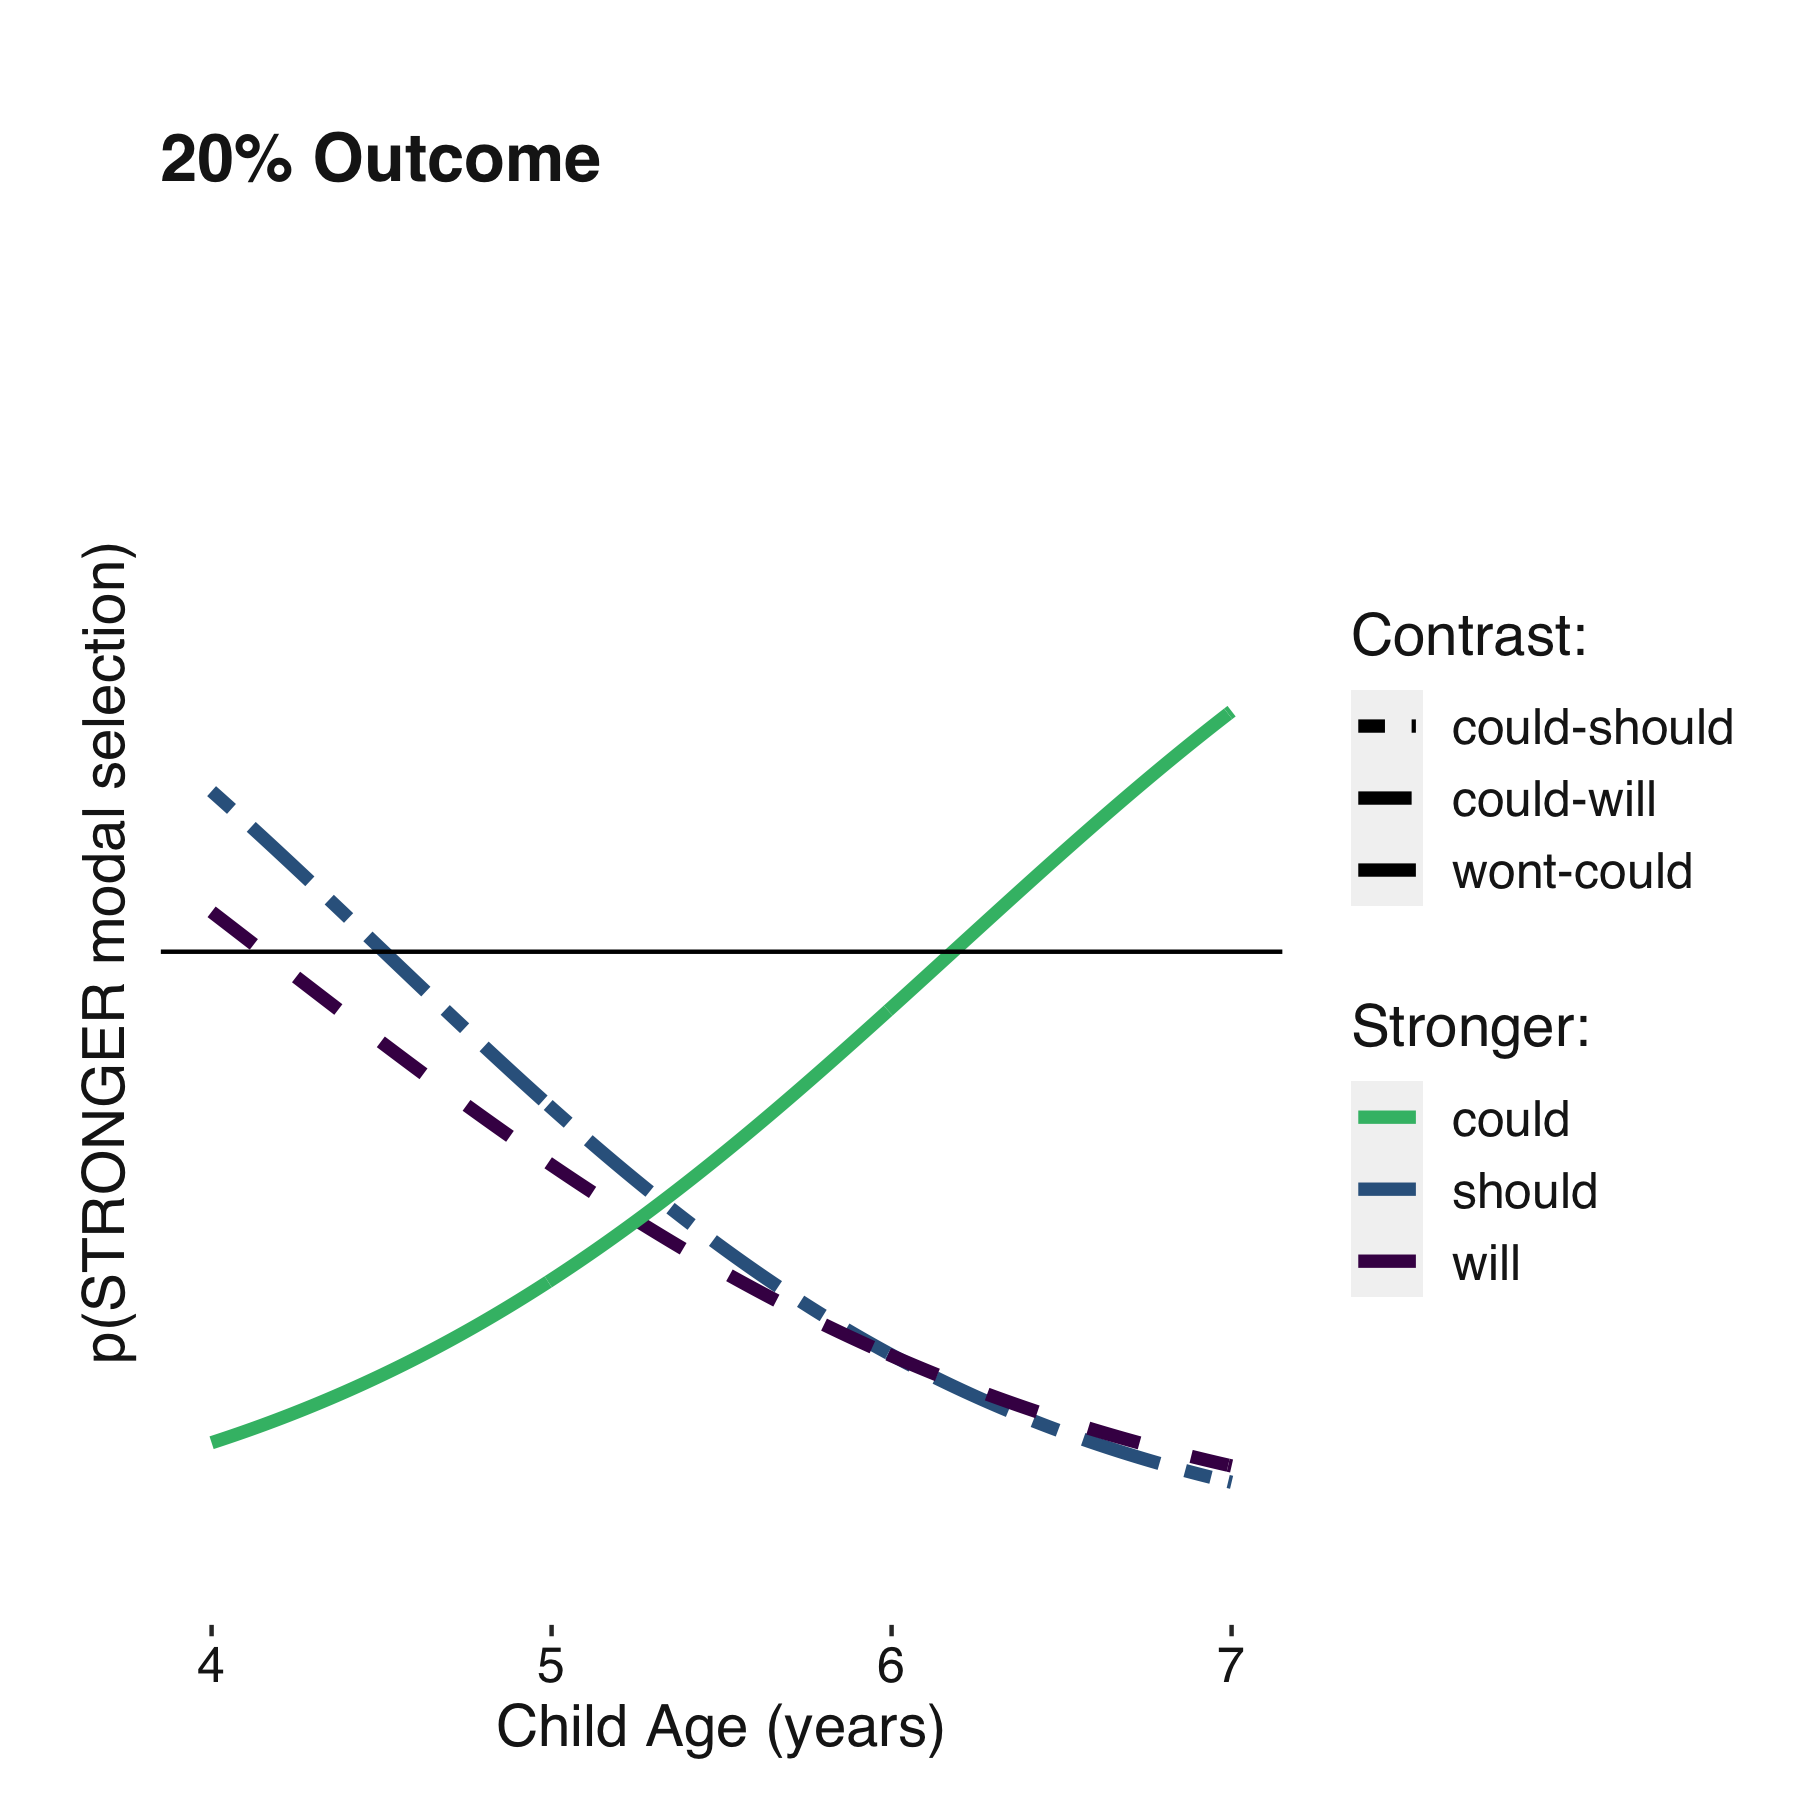 20% Outcome
p(STRONGER modal selection)
Contrast:
could-should
could-will
wont-could
Stronger:
could
should
will
4 5 6 7
Child Age (years)